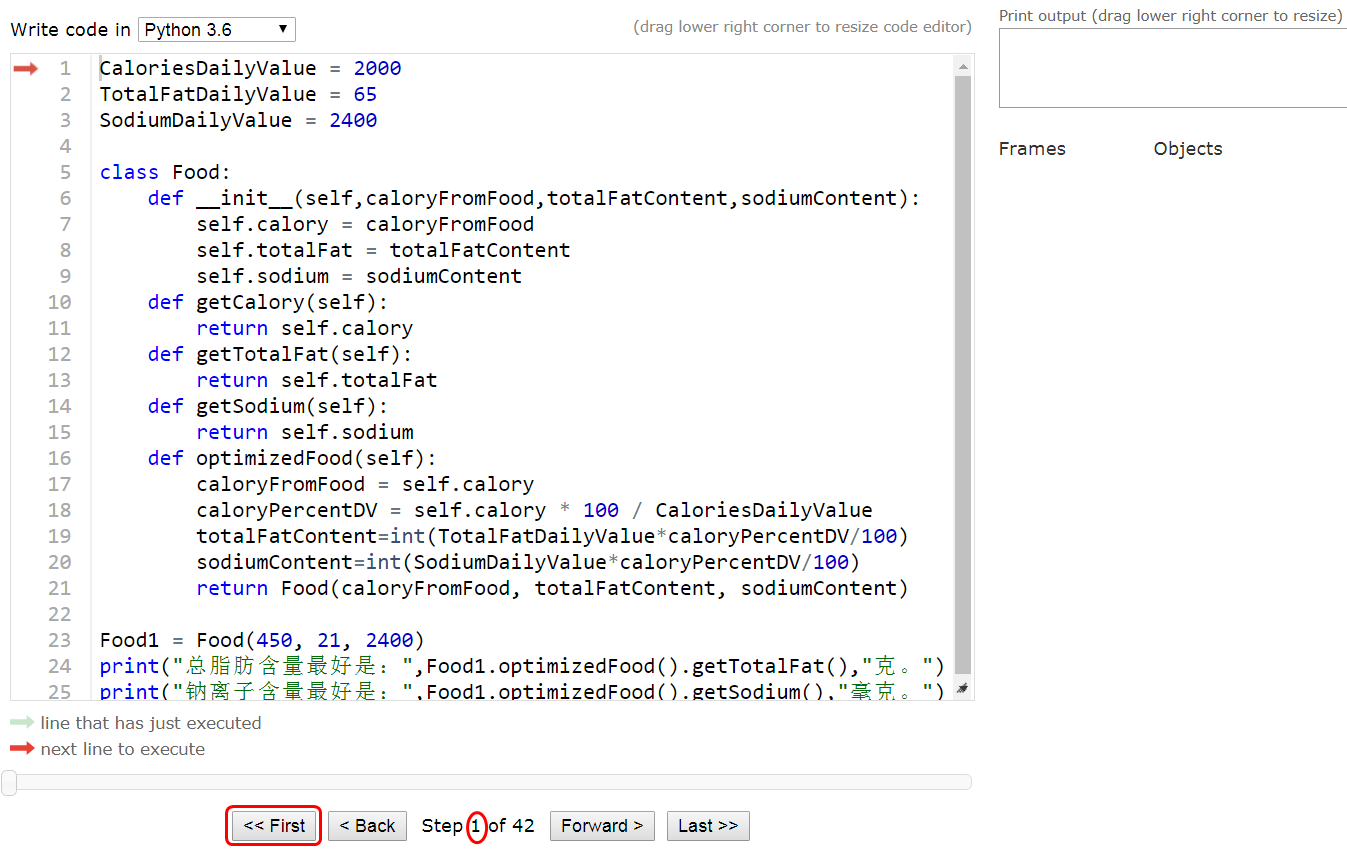 Write code in Python 3.6
(drag lower right corner to resize code editor)
1 CaloriesDailyValue = 2000
2 TotalFatDailyValue = 65
3 SodiumDailyValue = 2400
4
5 class Food:
6     def __init__(self,caloryFromFood,totalFatContent,sodiumContent):
7         self.calory = caloryFromFood
8         self.totalFat = totalFatContent
9         self.sodium = sodiumContent
10     def getCalory(self):
11         return self.calory
12     def getTotalFat(self):
13         return self.totalFat
14     def getSodium(self):
15         return self.sodium
16     def optimizedFood(self):
17         caloryFromFood = self.calory
18         caloryPercentDV = self.calory * 100 / CaloriesDailyValue
19         totalFatContent=int(TotalFatDailyValue*caloryPercentDV/100)
20         sodiumContent=int(SodiumDailyValue*caloryPercentDV/100)
21         return Food(caloryFromFood, totalFatContent, sodiumContent)
22
23 Food1 = Food(450, 21, 2400)
24 print("总脂肪含量最好是：",Food1.optimizedFood().getTotalFat(),"克。")
25 print("钠离子含量最好是：",Food1.optimizedFood().getSodium(),"毫克。")
line that has just executed
next line to execute
<< First
< Back
Step 1 of 42
Forward >
Last >>
Print output (drag lower right corner to resize)
Frames
Objects